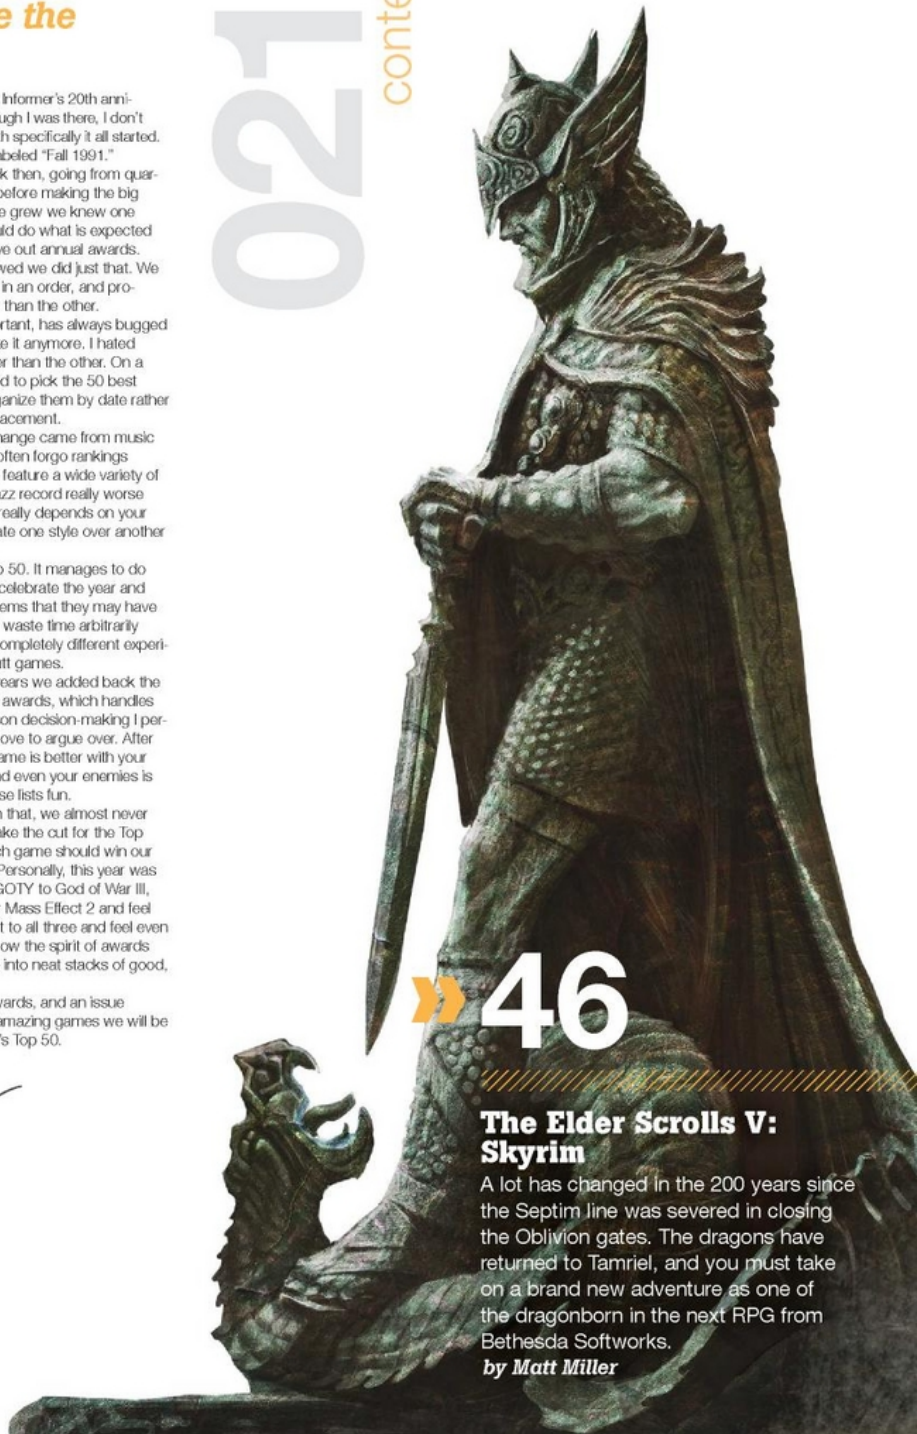 e the
Informer's 20th anni-
ugh I was there, I don't
h specifically it all started.
abeled "Fall 1991."
k then, going from quar-
before making the big
e grew we knew one
uld do what is expected
ve out annual awards.
wed we did just that. We
in an order, and pro-
than the other.
rtant, has always bugged
e it anymore. I hated
er than the other. On a
d to pick the 50 best
ganize them by date rather
acement.
hange came from music
often forgo rankings
feature a wide variety of
azz record really worse
really depends on your
ate one style over another
p 50. It manages to do
celebrate the year and
ems that they may have
waste time arbitrarily
ompletely different experi-
tt games.
ears we added back the
awards, which handles
on decision-making I per-
ove to argue over. After
ame is better with your
nd even your enemies is
se lists fun.
n that, we almost never
ake the cut for the Top
ch game should win our
Personally, this year was
GOTY to God of War III,
Mass Effect 2 and feel
t to all three and feel even
ow the spirit of awards
into neat stacks of good,
wards, and an issue
amazing games we will be
's Top 50.
021
conte
46
The Elder Scrolls V:
Skyrim
A lot has changed in the 200 years since
the Septim line was severed in closing
the Oblivion gates. The dragons have
returned to Tamriel, and you must take
on a brand new adventure as one of
the dragonborn in the next RPG from
Bethesda Softworks.
by Matt Miller